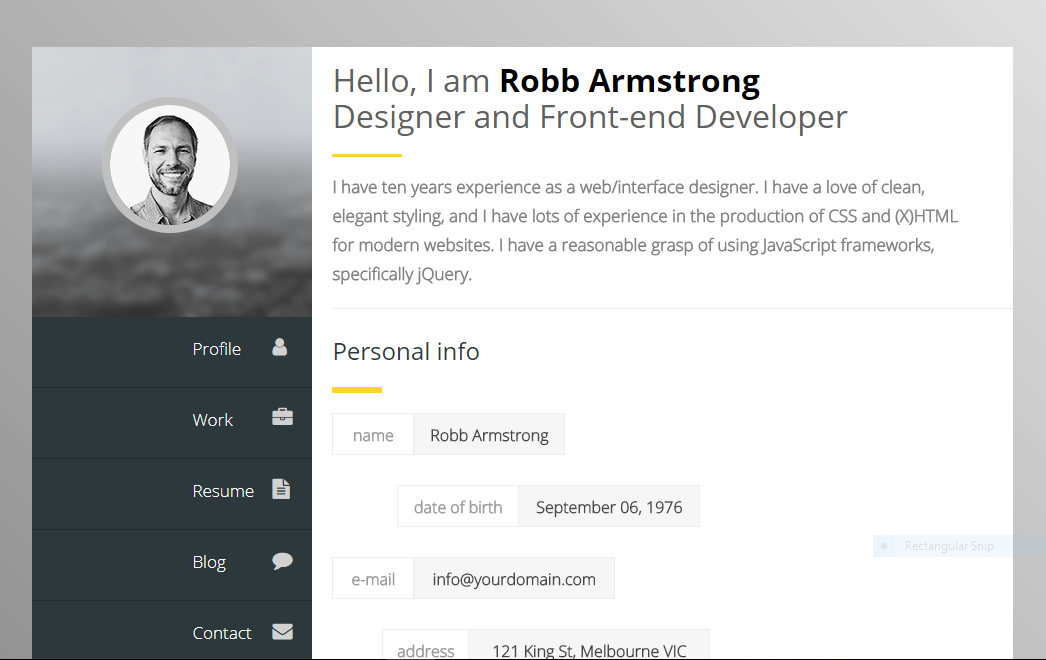 Hello, I am Robb Armstrong
Designer and Front-end Developer
I have ten years experience as a web/interface designer. I have a love of clean,
elegant styling, and I have lots of experience in the production of CSS and (X)HTML
for modern websites. I have a reasonable grasp of using JavaScript frameworks,
specifically jQuery.
Profile
Work
Resume
Blog
Contact
Personal info
name Robb Armstrong
date of birth September 06, 1976
e-mail info@yourdomain.com
address 121 King St, Melbourne VIC
Rectangular Snip